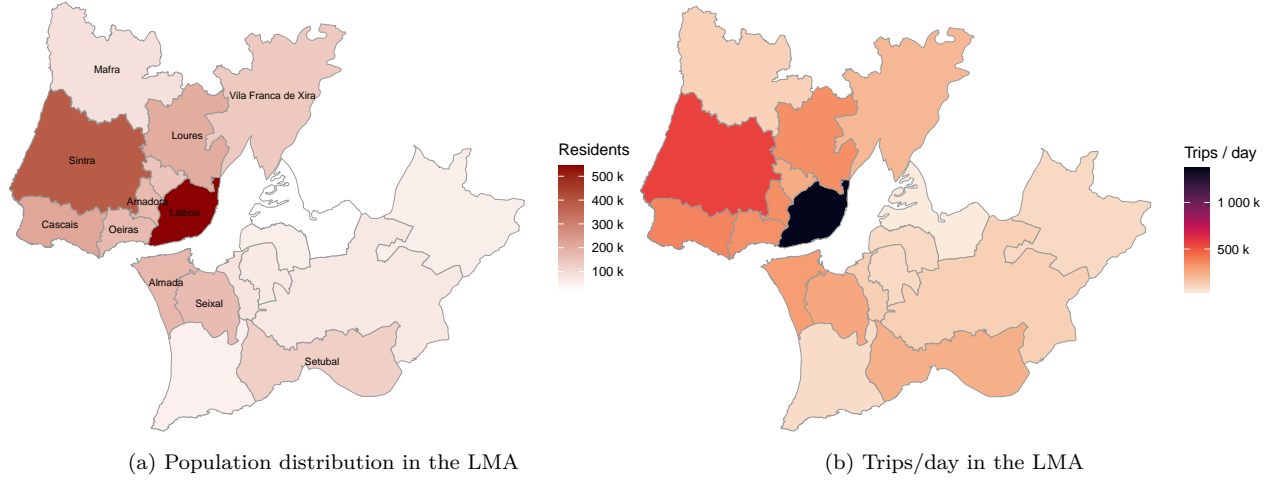 Mafra
Vila Franca de Xira
Loures
Sintra
Amadora
Lisboa
Cascais
Oeiras
Almada
Seixal
Setubal
Residents
500 k
400 k
300 k
200 k
100 k
Trips / day
1 000 k
500 k
(a) Population distribution in the LMA
(b) Trips/day in the LMA